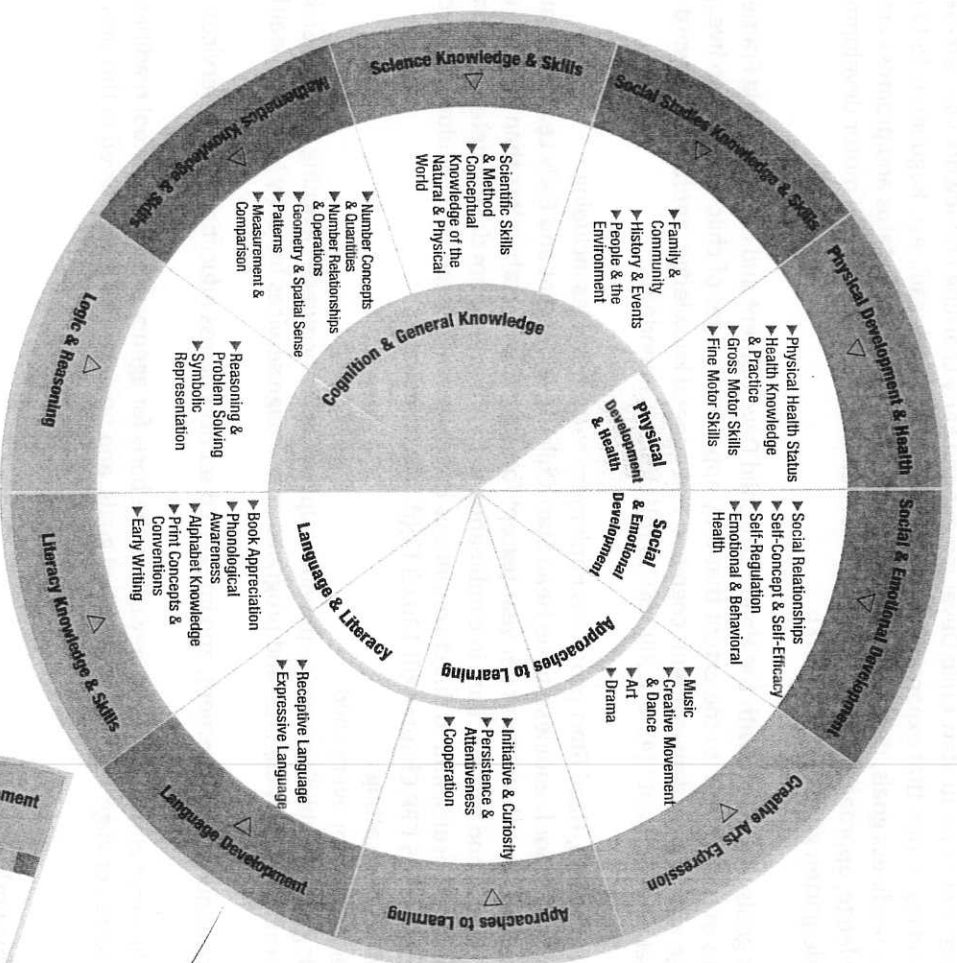 Physical Development & Health
▶Physical Health Status
▶Health Knowledge
& Practice
▶Gross Motor Skills
▶Fine Motor Skills
Social & Emotional Development
▶Social Relationships
▶Self-Concept & Self-Efficacy
▶Self-Regulation
▶Emotional & Behavioral
Health
Creative Arts Expression
▶Music
▶Creative Movement
& Dance
▶Art
▶Drama
Approaches to Learning
▶Initiative & Curiosity
▶Persistence &
Attentiveness
▶Cooperation
Language Development
▶Receptive Language
▶Expressive Language
Literacy Knowledge & Skills
▶Book Appreciation
▶Phonological
Awareness
▶Alphabet Knowledge
▶Print Concepts &
Conventions
▶Early Writing
Logic & Reasoning
▶Reasoning &
Problem Solving
▶Symbolic
Representation
Mathematics Knowledge & Skills
▶Number Concepts
& Quantities
▶Number Relationships
& Operations
▶Geometry & Spatial Sense
▶Patterns
▶Measurement &
Comparison
Science Knowledge & Skills
▶Scientific Skills
& Method
▶Conceptual
Knowledge of the
Natural & Physical
World
Social Studies Knowledge & Skills
▶Family &
Community
▶History & Events
▶People & the
Environment
Physical
Development
& Health
Social
& Emotional
Development
Approaches to Learning
Language & Literacy
Cognition & General Knowledge